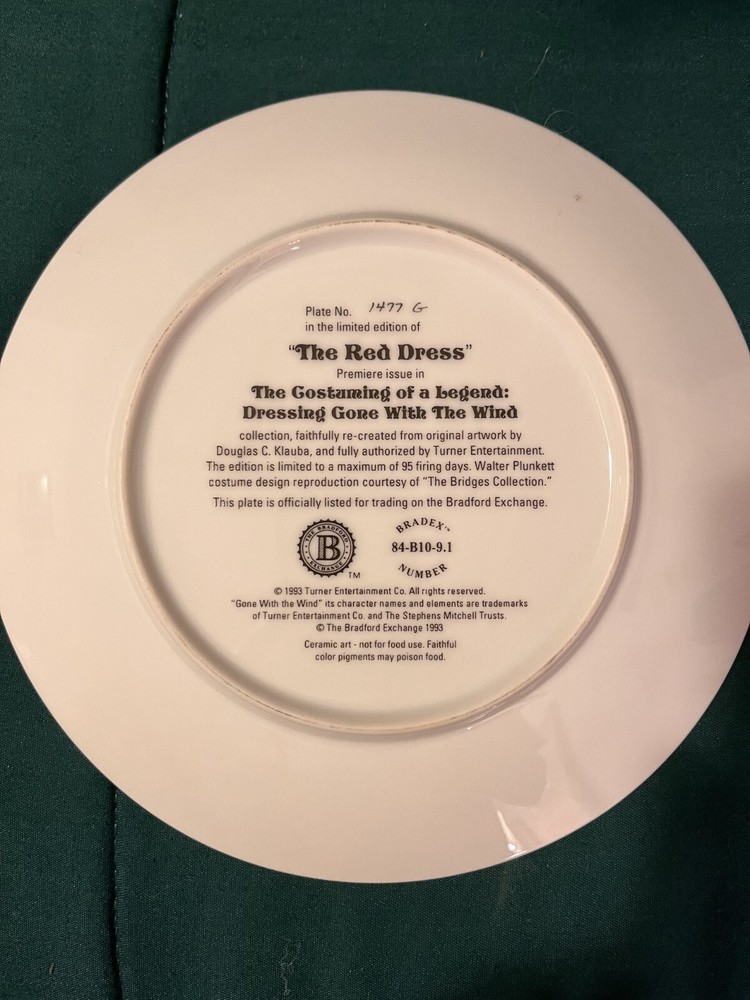 Plate No. 1477 G
in the limited edition of
"The Red Dress"
Premiere issue in
The Costuming of a Legend:
Dressing Gone With The Wind
collection, faithfully re-created from original artwork by
Douglas C. Klauba, and fully authorized by Turner Entertainment.
The edition is limited to a maximum of 95 firing days. Walter Plunkett
costume design reproduction courtesy of "The Bridges Collection."
This plate is officially listed for trading on the Bradford Exchange.
THE BRADFORD
B
EXCHANGE
TM
BRADEX™
84-B10-9.1
NUMBER
© 1993 Turner Entertainment Co. All rights reserved.
"Gone With the Wind" its character names and elements are trademarks
of Turner Entertainment Co. and The Stephens Mitchell Trusts.
© The Bradford Exchange 1993
Ceramic art - not for food use. Faithful
color pigments may poison food.